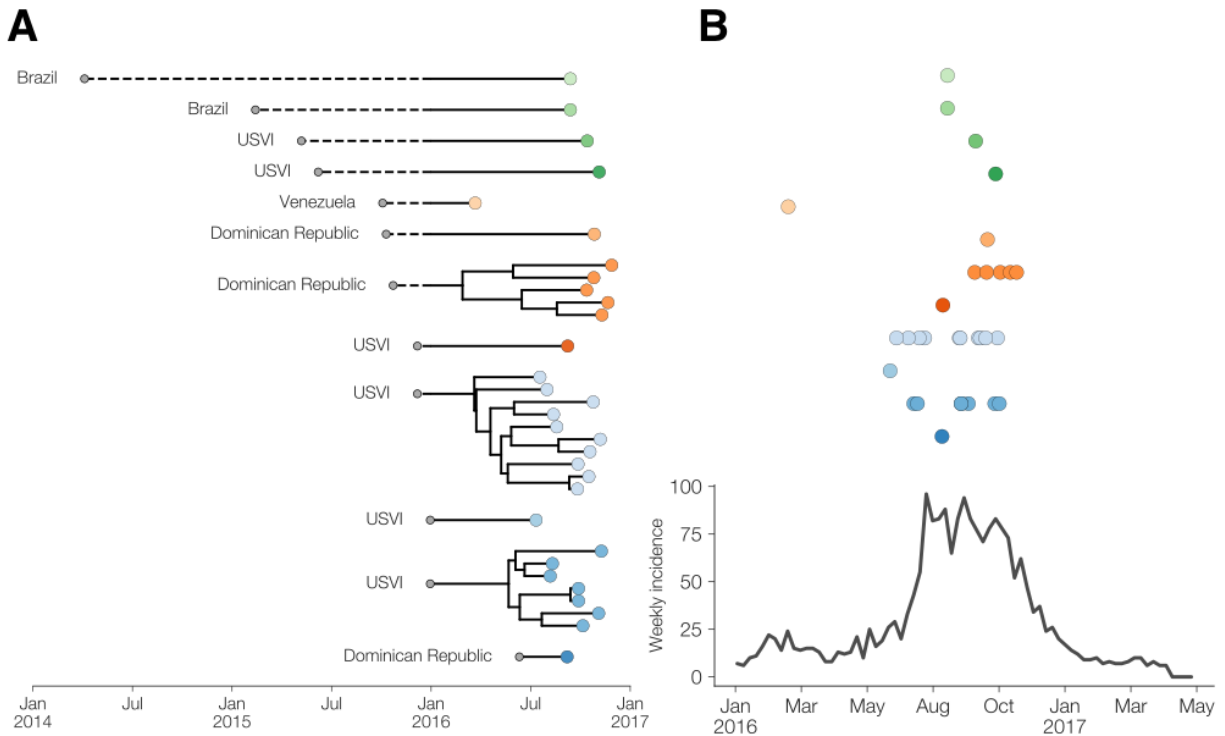 A
B
Brazil
Brazil
USVI
USVI
Venezuela
Dominican Republic
Dominican Republic
USVI
USVI
USVI
USVI
Dominican Republic
Jan 2014
Jul
Jan 2015
Jul
Jan 2016
Jul
Jan 2017
Weekly incidence
100
75
50
25
0
Jan 2016
Mar
May
Aug
Oct
Jan 2017
Mar
May